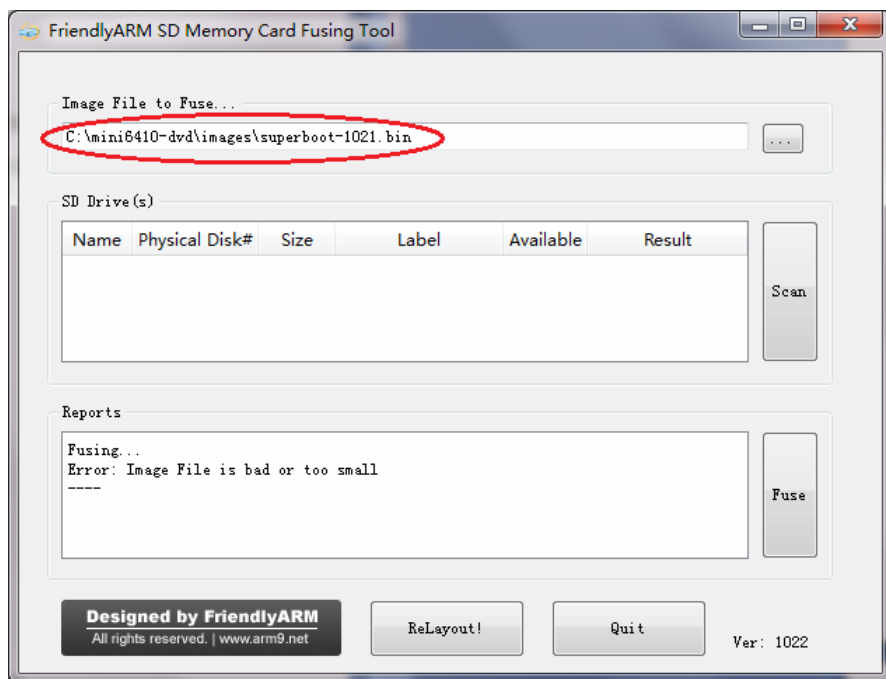 FriendlyARM SD Memory Card Fusing Tool
Image File to Fuse...
C:\mini6410-dvd\images\superboot-1021.bin
...
SD Drive(s)
Name Physical Disk# Size Label Available Result
Scan
Reports
Fusing...
Error: Image File is bad or too small
----
Fuse
Designed by FriendlyARM
All rights reserved. | www.arm9.net
ReLayout!
Quit
Ver: 1022